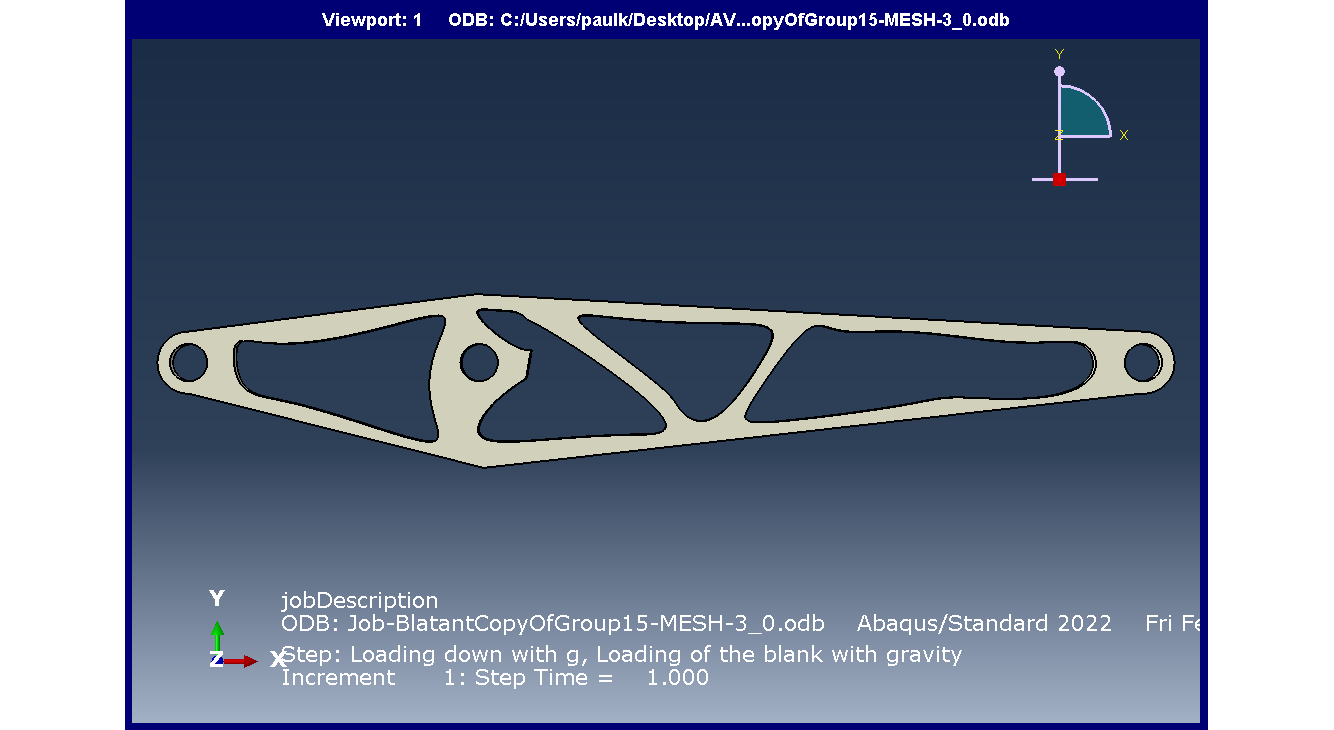 Viewport: 1 ODB: C:/Users/paulk/Desktop/AV...opyOfGroup15-MESH-3_0.odb
Y
Z X
Y
Z X
jobDescription
ODB: Job-BlatantCopyOfGroup15-MESH-3_0.odb Abaqus/Standard 2022 Fri Fe
Step: Loading down with g, Loading of the blank with gravity
Increment 1: Step Time = 1.000